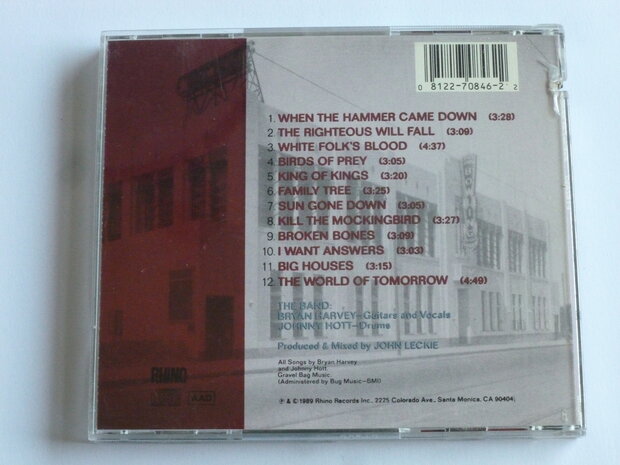 0 8122-70846-2 2
1. WHEN THE HAMMER CAME DOWN (3:28)
2. THE RIGHTEOUS WILL FALL (3:09)
3. WHITE FOLK'S BLOOD (4:37)
4. BIRDS OF PREY (3:05)
5. KING OF KINGS (3:20)
6. FAMILY TREE (3:25)
7. SUN GONE DOWN (3:05)
8. KILL THE MOCKINGBIRD (3:27)
9. BROKEN BONES (3:09)
10. I WANT ANSWERS (3:03)
11. BIG HOUSES (3:15)
12. THE WORLD OF TOMORROW (4:49)
THE BAND:
BRYAN HARVEY–Guitars and Vocals
JOHNNY HOTT–Drums
Produced & Mixed by JOHN LECKIE
All Songs by Bryan Harvey
and Johnny Hott.
Gravel Bag Music.
(Administered by Bug Music–BMI)
RHINO
AAD
℗ & © 1989 Rhino Records Inc., 2225 Colorado Ave., Santa Monica, CA 90404